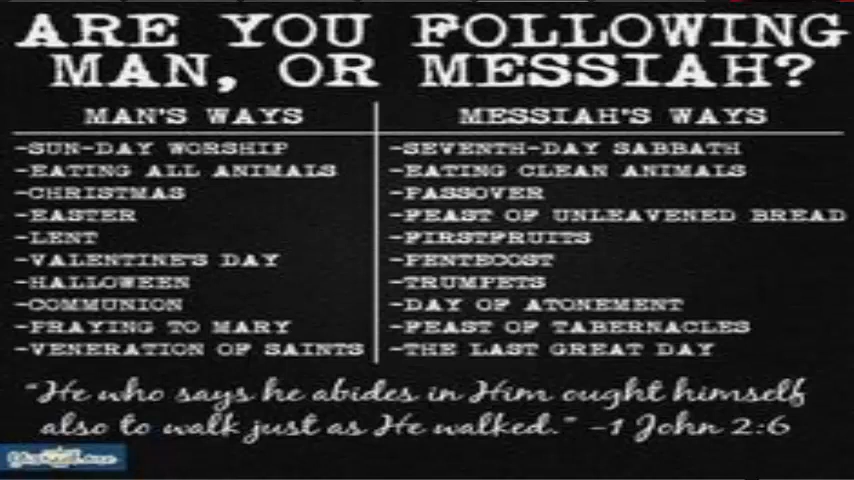 ARE YOU FOLLOWING
MAN, OR MESSIAH?
MAN'S WAYS
-SUN-DAY WORSHIP
-EATING ALL ANIMALS
-CHRISTMAS
-EASTER
-LENT
-VALENTINE'S DAY
-HALLOWEEN
-COMMUNION
-PRAYING TO MARY
-VENERATION OF SAINTS
MESSIAH'S WAYS
-SEVENTH-DAY SABBATH
-EATING CLEAN ANIMALS
-PASSOVER
-FEAST OF UNLEAVENED BREAD
-FIRSTFRUITS
-PENTECOST
-TRUMPETS
-DAY OF ATONEMENT
-FEAST OF TABERNACLES
-THE LAST GREAT DAY
"He who says he abides in Him ought himself
also to walk just as He walked." -1 John 2:6